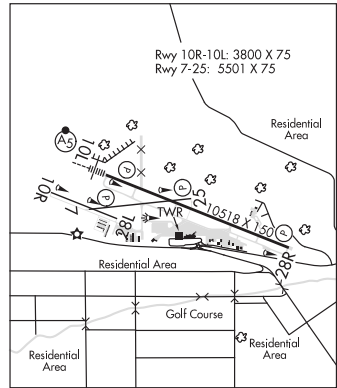 Rwy 10R-10L: 3800 X 75
Rwy 7-25: 5501 X 75
Residential
Area
A5
10L
P
10R
P
7
25
28L
TWR
10518 X 150
P
28R
Residential Area
Golf Course
Residential
Area
Residential
Area